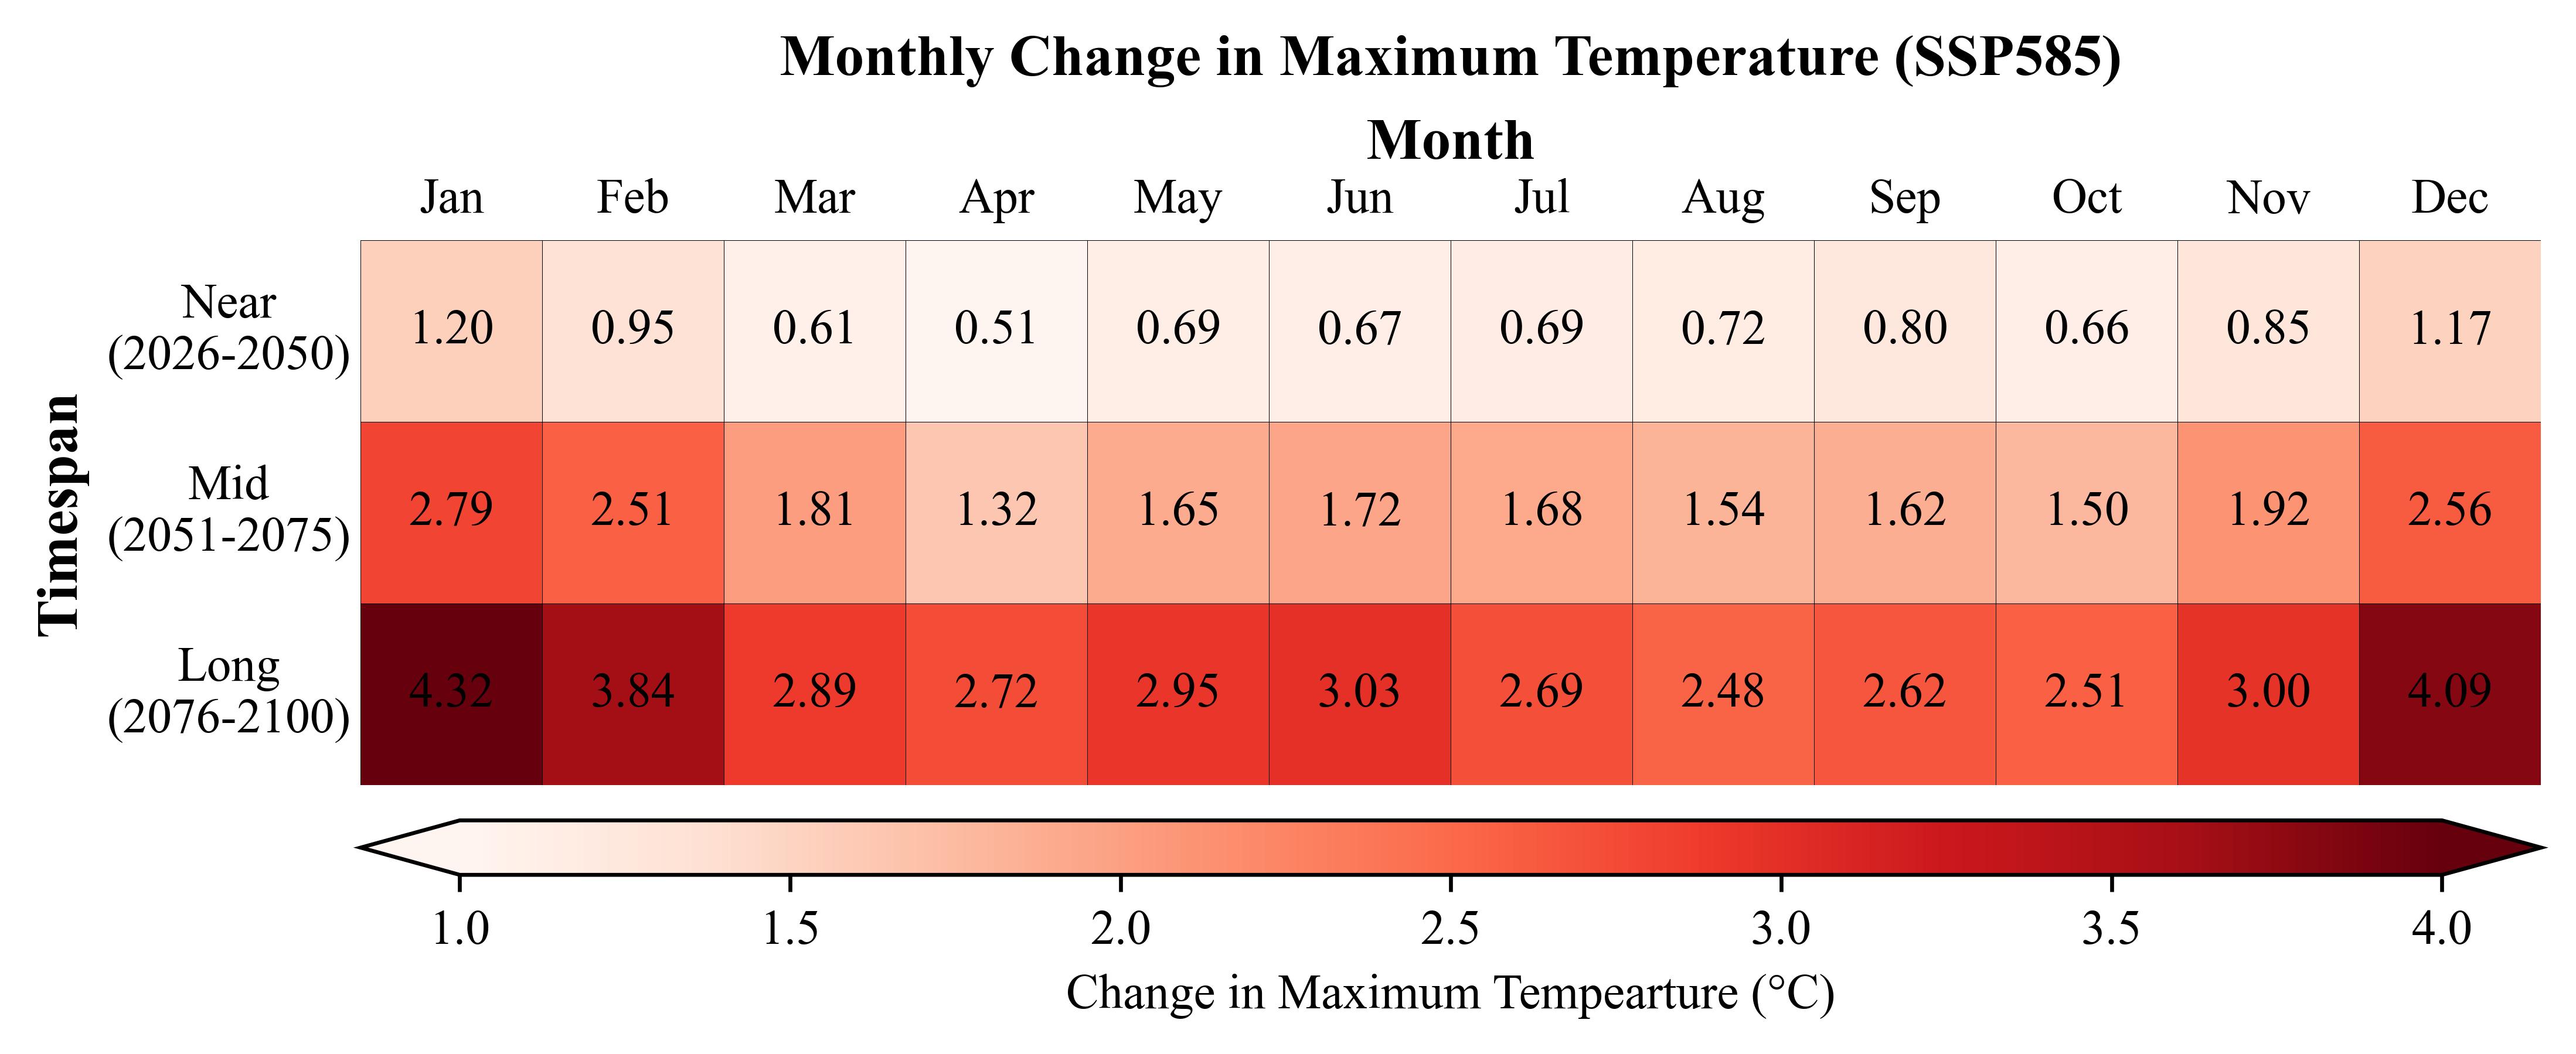 Monthly Change in Maximum Temperature (SSP585)
Month
Jan Feb Mar Apr May Jun Jul Aug Sep Oct Nov Dec
Timespan
Near
(2026-2050)
1.20 0.95 0.61 0.51 0.69 0.67 0.69 0.72 0.80 0.66 0.85 1.17
Mid
(2051-2075)
2.79 2.51 1.81 1.32 1.65 1.72 1.68 1.54 1.62 1.50 1.92 2.56
Long
(2076-2100)
4.32 3.84 2.89 2.72 2.95 3.03 2.69 2.48 2.62 2.51 3.00 4.09
1.0 1.5 2.0 2.5 3.0 3.5 4.0
Change in Maximum Tempearture (°C)